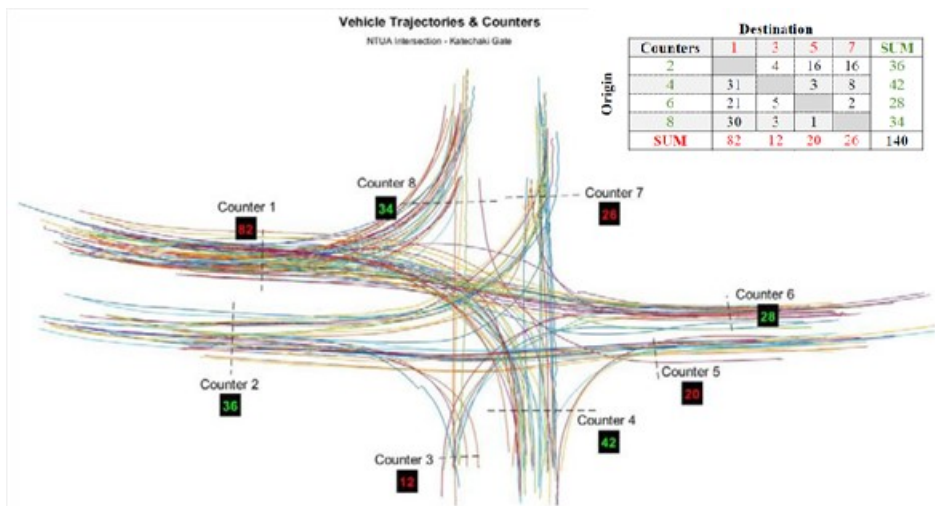 Vehicle Trajectories & Counters
NTUA Intersection - Katechaki Gate
Destination
Origin
Counters 1 3 5 7 SUM
2 4 16 16 36
4 31 3 8 42
6 21 5 2 28
8 30 3 1 34
SUM 82 12 20 26 140
Counter 8
34
Counter 7
26
Counter 1
82
Counter 6
28
Counter 2
36
Counter 5
20
Counter 4
42
Counter 3
12